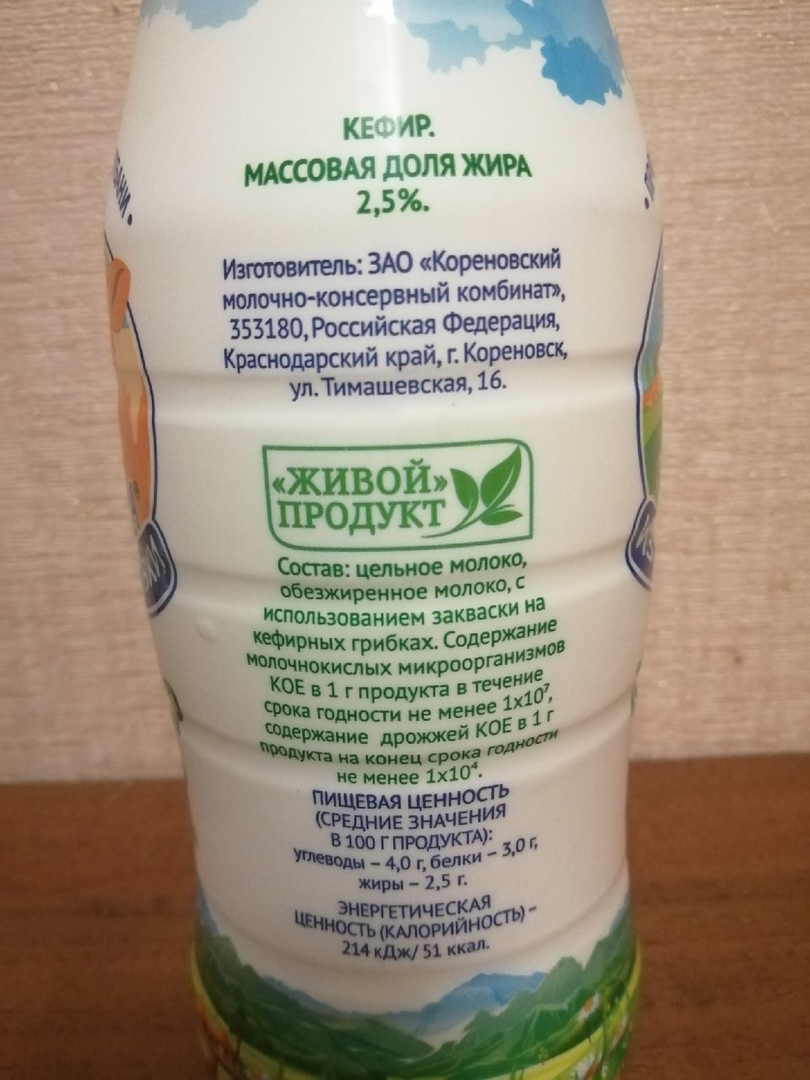 КЕФИР.
МАССОВАЯ ДОЛЯ ЖИРА
2,5%.
Изготовитель: ЗАО «Кореновский
молочно-консервный комбинат»,
353180, Российская Федерация,
Краснодарский край, г. Кореновск,
ул. Тимашевская, 16.
«ЖИВОЙ»
ПРОДУКТ
Состав: цельное молоко,
обезжиренное молоко, с
использованием закваски на
кефирных грибках. Содержание
молочнокислых микроорганизмов
КОЕ в 1 г продукта в течение
срока годности не менее 1х10⁷,
содержание дрожжей КОЕ в 1 г
продукта на конец срока годности
не менее 1х10⁴.
ПИЩЕВАЯ ЦЕННОСТЬ
(СРЕДНИЕ ЗНАЧЕНИЯ
В 100 Г ПРОДУКТА):
углеводы – 4,0 г, белки – 3,0 г,
жиры – 2,5 г.
ЭНЕРГЕТИЧЕСКАЯ
ЦЕННОСТЬ (КАЛОРИЙНОСТЬ) –
214 кДж/ 51 ккал.